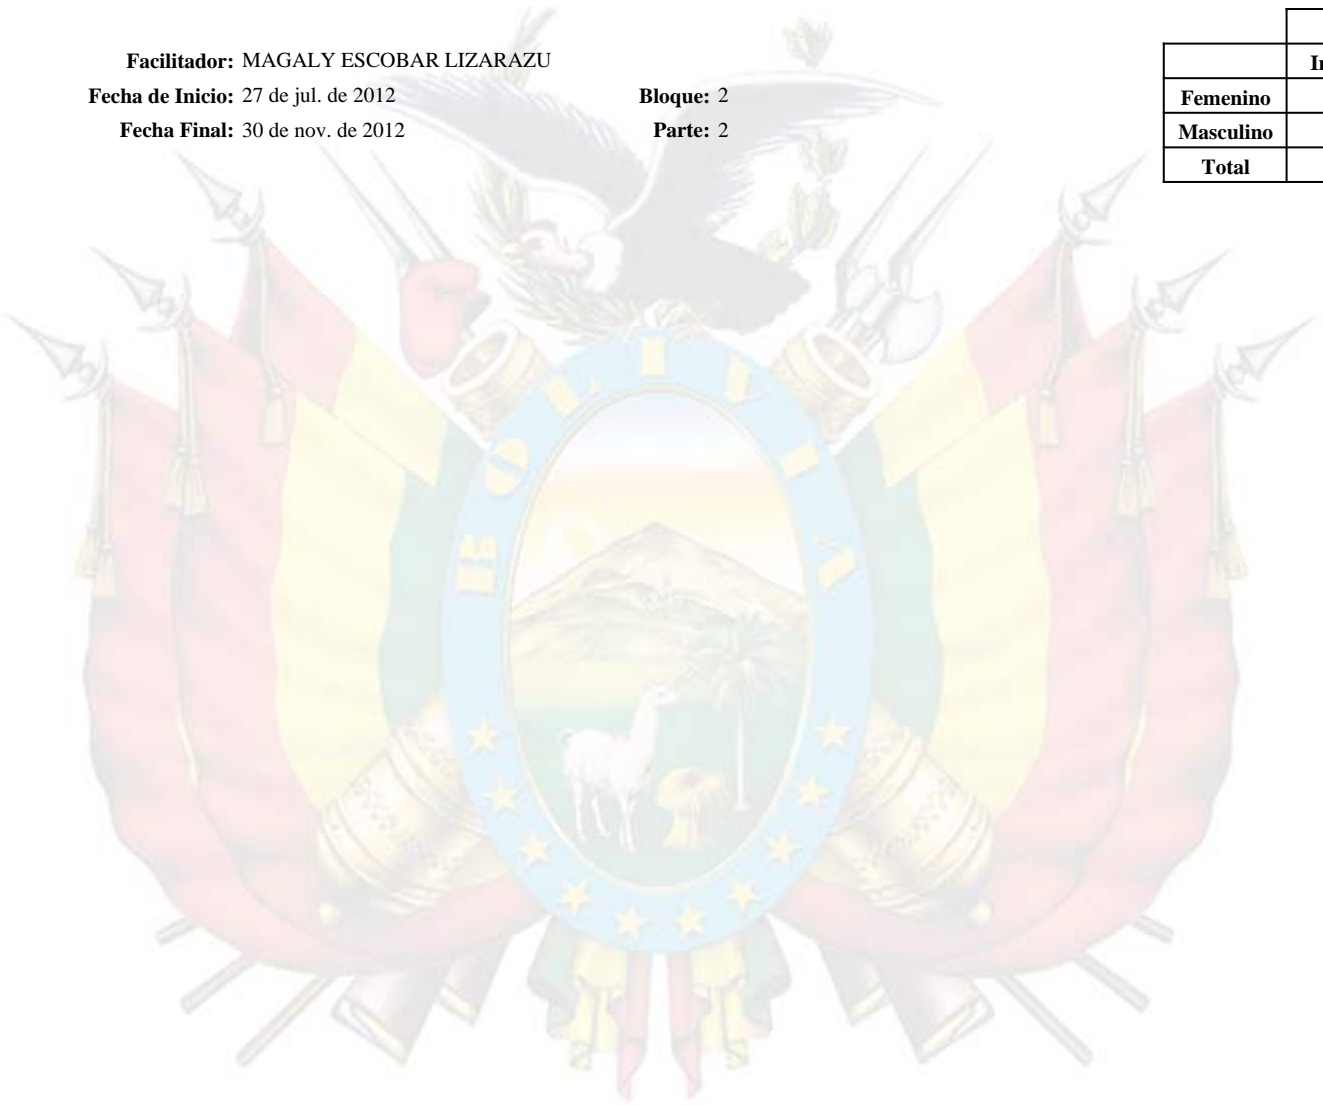 Facilitador: MAGALY ESCOBAR LIZARAZU
Fecha de Inicio: 27 de jul. de 2012 Bloque: 2
Fecha Final: 30 de nov. de 2012 Parte: 2
Femenino
Masculino
Total
BOLIVIA